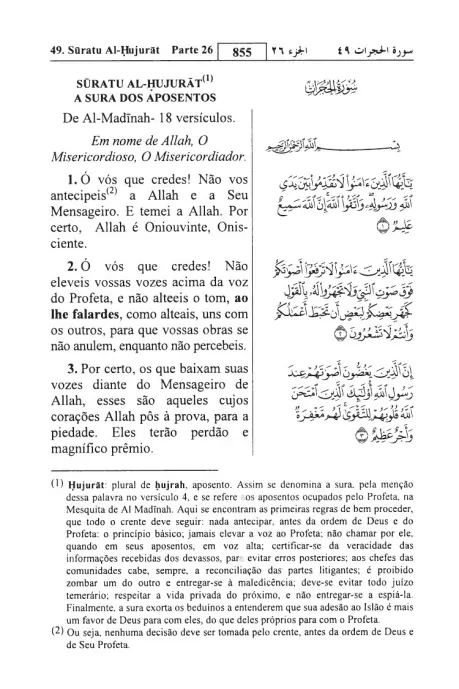 49. Sūratu Al-Ḥujurāt Parte 26 855 الجزء ٢٦ سورة الحجرات ٤٩
SŪRATU AL-ḤUJURĀT(1)
A SURA DOS APOSENTOS
De Al-Madīnah- 18 versículos.
Em nome de Allah, O
Misericordioso, O Misericordiador.
1. Ó vós que credes! Não vos
antecipeis(2) a Allah e a Seu
Mensageiro. E temei a Allah. Por
certo, Allah é Oniouvinte, Onis-
ciente.
2. Ó vós que credes! Não
eleveis vossas vozes acima da voz
do Profeta, e não alteeis o tom, ao
lhe falardes, como alteais, uns com
os outros, para que vossas obras se
não anulem, enquanto não percebeis.
3. Por certo, os que baixam suas
vozes diante do Mensageiro de
Allah, esses são aqueles cujos
corações Allah pôs à prova, para a
piedade. Eles terão perdão e
magnífico prêmio.
سُورَةُ الحُجُرَاتِ
بِسْمِ اللَّهِ الرَّحْمَٰنِ الرَّحِيمِ
يَٰٓأَيُّهَا ٱلَّذِينَ ءَامَنُوا۟ لَا تُقَدِّمُوا۟ بَيْنَ يَدَىِ
ٱللَّهِ وَرَسُولِهِۦ وَٱتَّقُوا۟ ٱللَّهَ إِنَّ ٱللَّهَ سَمِيعٌ
عَلِيمٌ ١
يَٰٓأَيُّهَا ٱلَّذِينَ ءَامَنُوا۟ لَا تَرْفَعُوٓا۟ أَصْوَٰتَكُمْ
فَوْقَ صَوْتِ ٱلنَّبِىِّ وَلَا تَجْهَرُوا۟ لَهُۥ بِٱلْقَوْلِ
كَجَهْرِ بَعْضِكُمْ لِبَعْضٍ أَن تَحْبَطَ أَعْمَٰلُكُمْ
وَأَنتُمْ لَا تَشْعُرُونَ ٢
إِنَّ ٱلَّذِينَ يَغُضُّونَ أَصْوَٰتَهُمْ عِندَ
رَسُولِ ٱللَّهِ أُو۟لَٰٓئِكَ ٱلَّذِينَ ٱمْتَحَنَ
ٱللَّهُ قُلُوبَهُمْ لِلتَّقْوَىٰ لَهُم مَّغْفِرَةٌ
وَأَجْرٌ عَظِيمٌ ٣
(1) Ḥujurāt: plural de ḥujrah, aposento. Assim se denomina a sura, pela menção
dessa palavra no versículo 4, e se refere aos aposentos ocupados pelo Profeta, na
Mesquita de Al Madīnah. Aqui se encontram as primeiras regras de bem proceder,
que todo o crente deve seguir: nada antecipar, antes da ordem de Deus e do
Profeta: o princípio básico; jamais elevar a voz ao Profeta; não chamar por ele,
quando em seus aposentos, em voz alta; certificar-se da veracidade das
informações recebidas dos devassos, para evitar erros posteriores; aos chefes das
comunidades cabe, sempre, a reconciliação das partes litigantes; é proibido
zombar um do outro e entregar-se à maledicência; deve-se evitar todo juízo
temerário; respeitar a vida privada do próximo, e não entregar-se a espiá-la.
Finalmente, a sura exorta os beduínos a entenderem que sua adesão ao Islão é mais
um favor de Deus para com eles, do que deles próprios para com o Profeta.
(2) Ou seja, nenhuma decisão deve ser tomada pelo crente, antes da ordem de Deus e
de Seu Profeta.